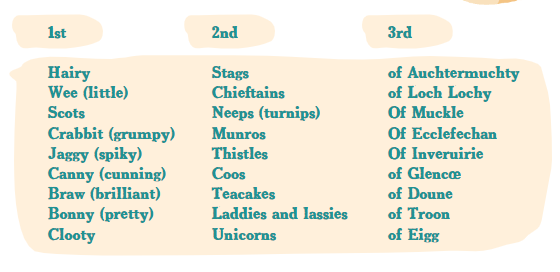 1st 2nd 3rd
Hairy Stags of Auchtermuchty
Wee (little) Chieftains of Loch Lochy
Scots Neeps (turnips) Of Muckle
Crabbit (grumpy) Munros Of Ecclefechan
Jaggy (spiky) Thistles Of Inveruirie
Canny (cunning) Coos of Glencœ
Braw (brilliant) Teacakes of Doune
Bonny (pretty) Laddies and lassies of Troon
Clooty Unicorns of Eigg